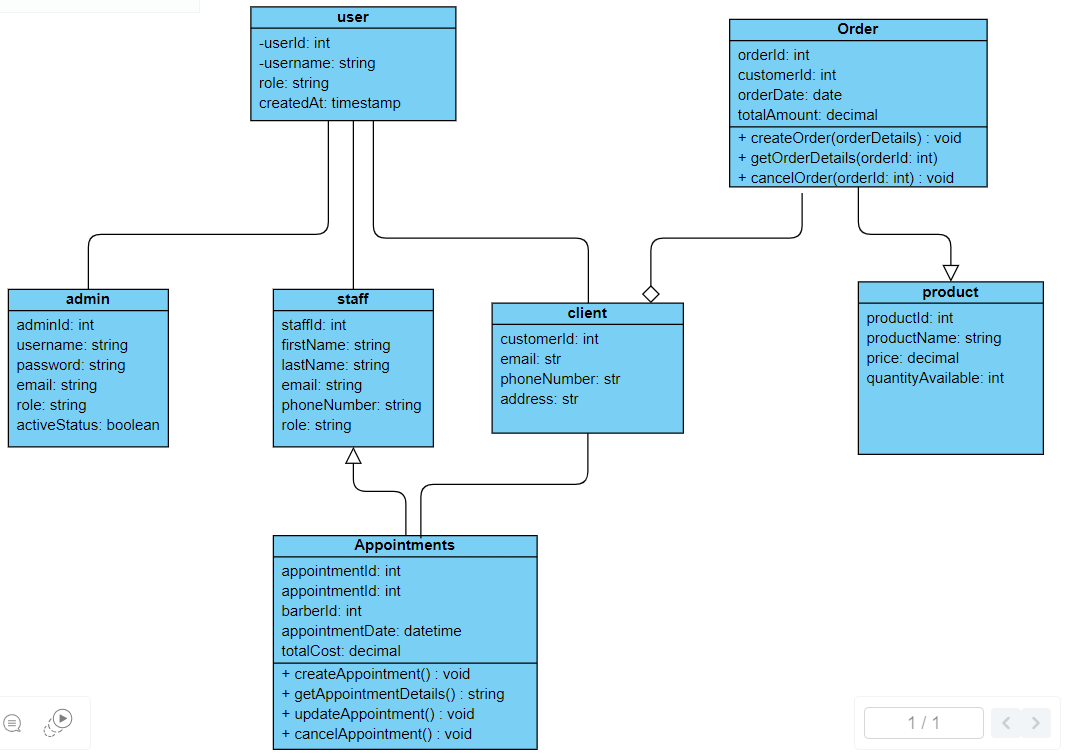 user
-userId: int
-username: string
role: string
createdAt: timestamp
Order
orderId: int
customerId: int
orderDate: date
totalAmount: decimal
+ createOrder(orderDetails) : void
+ getOrderDetails(orderId: int)
+ cancelOrder(orderId: int) : void
admin
adminId: int
username: string
password: string
email: string
role: string
activeStatus: boolean
staff
staffId: int
firstName: string
lastName: string
email: string
phoneNumber: string
role: string
client
customerId: int
email: str
phoneNumber: str
address: str
product
productId: int
productName: string
price: decimal
quantityAvailable: int
Appointments
appointmentId: int
appointmentId: int
barberId: int
appointmentDate: datetime
totalCost: decimal
+ createAppointment() : void
+ getAppointmentDetails() : string
+ updateAppointment() : void
+ cancelAppointment() : void
1 / 1